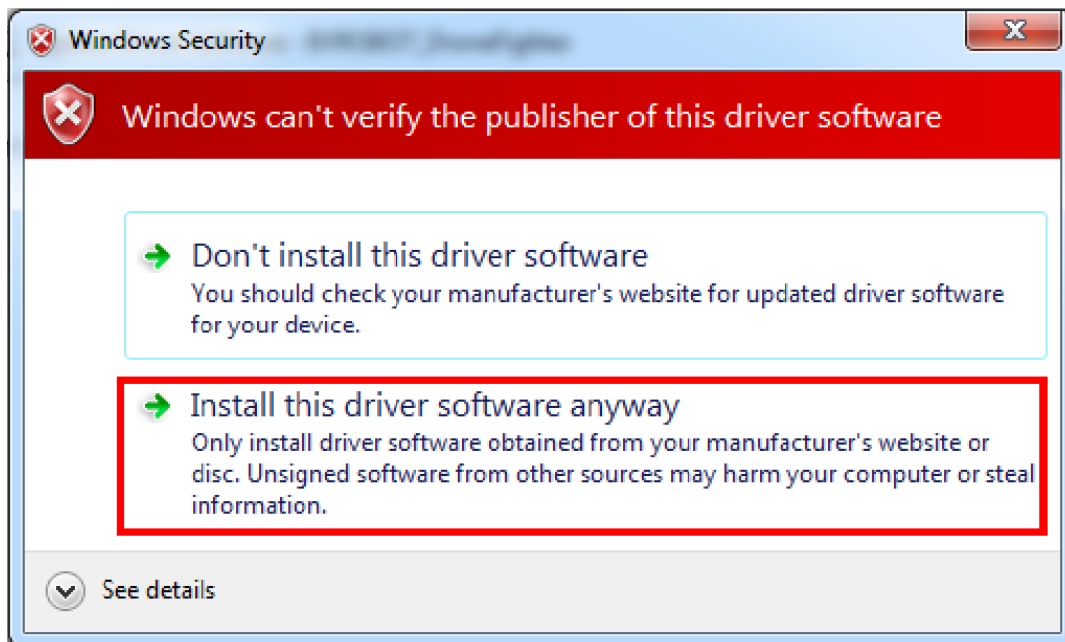 Windows Security
Windows can't verify the publisher of this driver software
Don't install this driver software
You should check your manufacturer's website for updated driver software
for your device.
Install this driver software anyway
Only install driver software obtained from your manufacturer's website or
disc. Unsigned software from other sources may harm your computer or steal
information.
See details